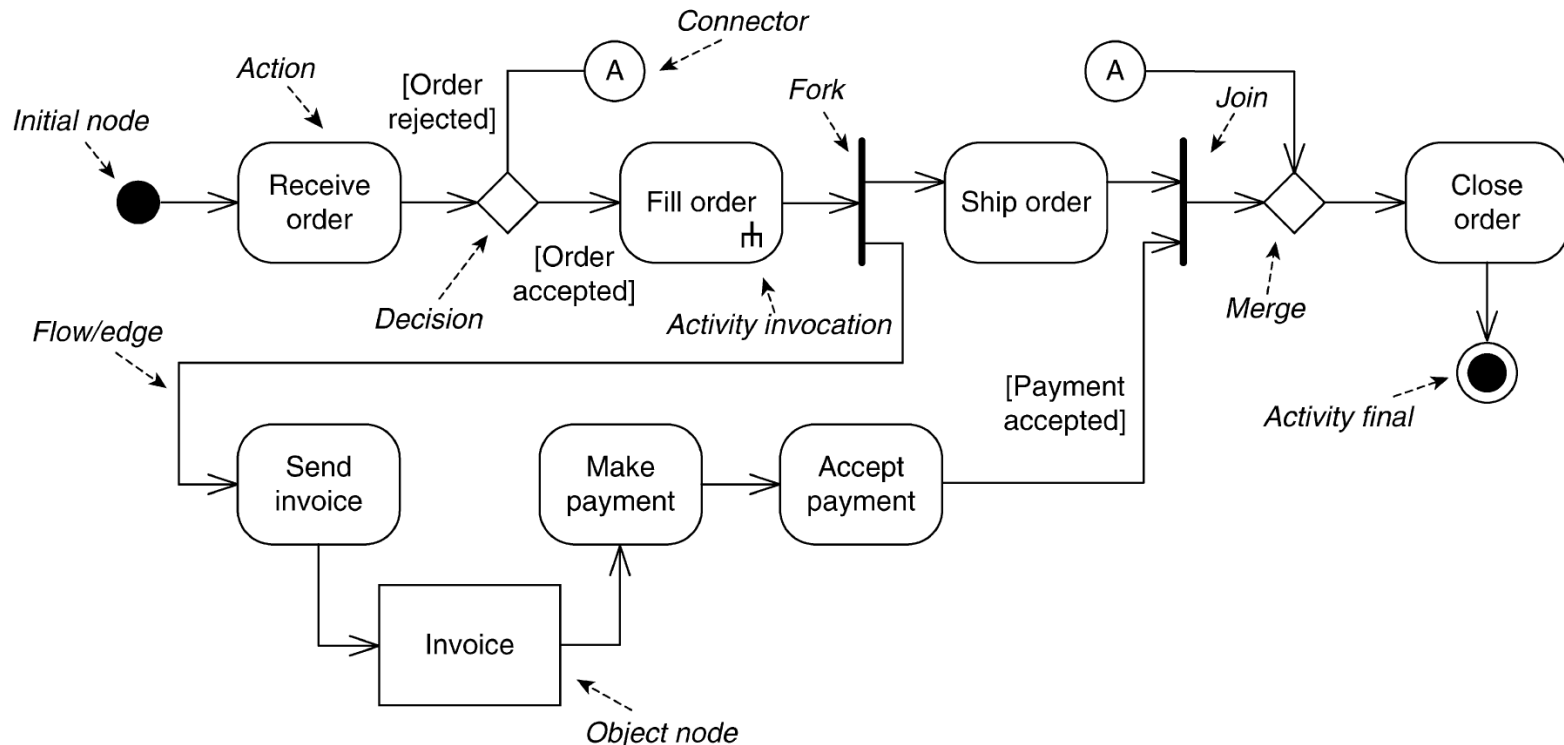 Connector
A
A
Action
[Order
rejected]
Fork
Join
Initial node
Receive
order
Fill order
Ship order
Close
order
[Order
accepted]
Decision
Activity invocation
Merge
Flow/edge
[Payment
accepted]
Activity final
Send
invoice
Make
payment
Accept
payment
Invoice
Object node